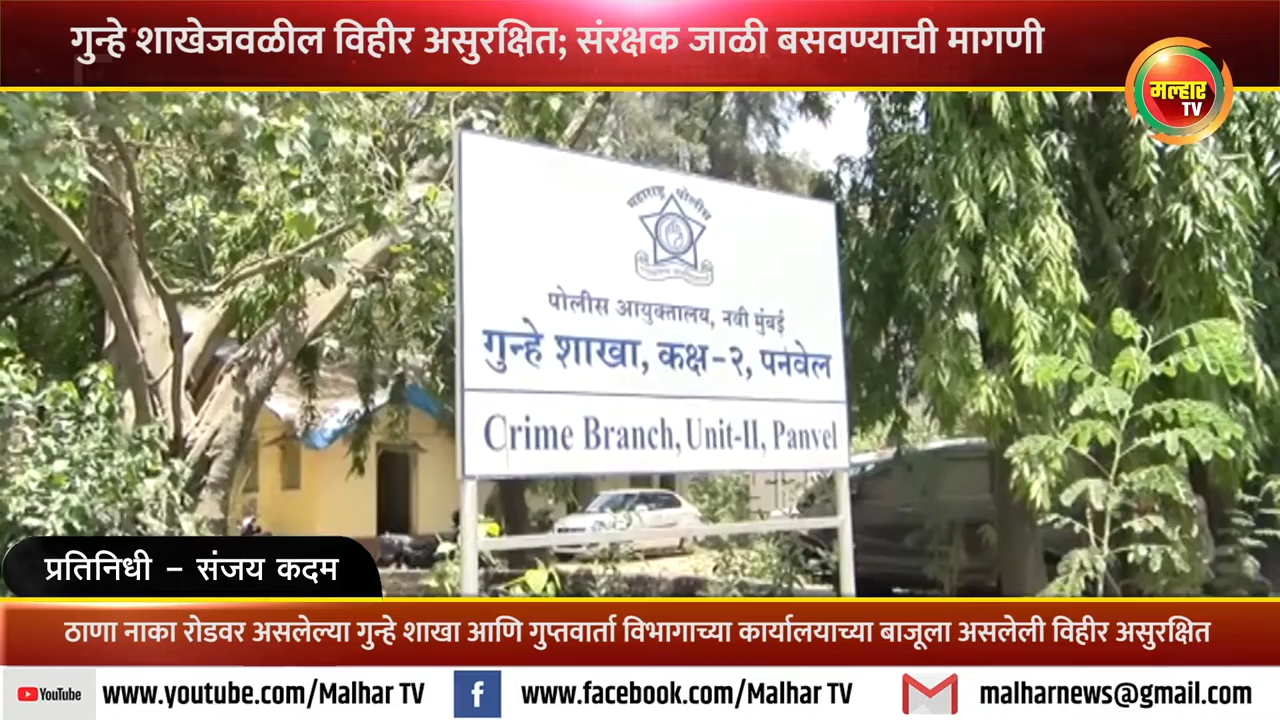 गुन्हे शाखेजवळील विहीर असुरक्षित; संरक्षक जाळी बसवण्याची मागणी
मल्हार
TV
महाराष्ट्र पोलीस
पोलीस आयुक्तालय, नवी मुंबई
गुन्हे शाखा, कक्ष-२, पनवेल
Crime Branch, Unit-II, Panvel
प्रतिनिधी - संजय कदम
ठाणा नाका रोडवर असलेल्या गुन्हे शाखा आणि गुप्तवार्ता विभागाच्या कार्यालयाच्या बाजूला असलेली विहीर असुरक्षित
YouTube www.youtube.com/Malhar TV f www.facebook.com/Malhar TV malharnews@gmail.com